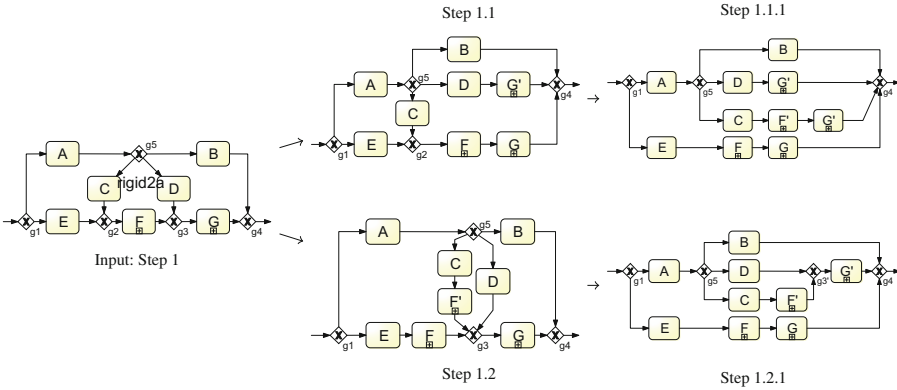 Step 1.1
B
g5
A
D
G'
g4
C
g1
E
g2
F
G
Step 1.1.1
B
g1
A
g5
D
G'
g4
C
F'
G'
E
F
G
g5
A
B
rigid2a
C
D
g1
E
g2
F
g3
G
g4
Input: Step 1
g5
A
B
C
D
F'
g1
E
F
g3
G
g4
Step 1.2
B
g1
A
g5
D
g3'
G'
g4
C
F'
E
F
G
Step 1.2.1